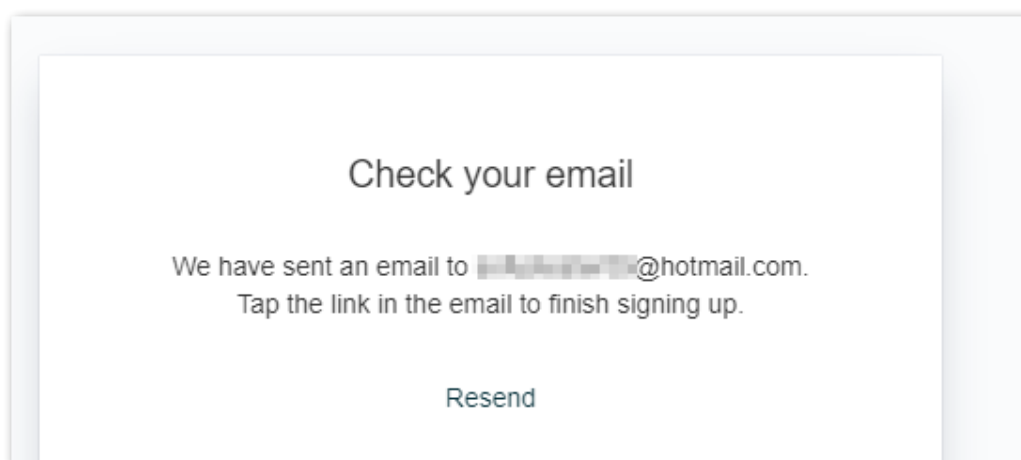 Check your email
We have sent an email to @hotmail.com.
Tap the link in the email to finish signing up.
Resend